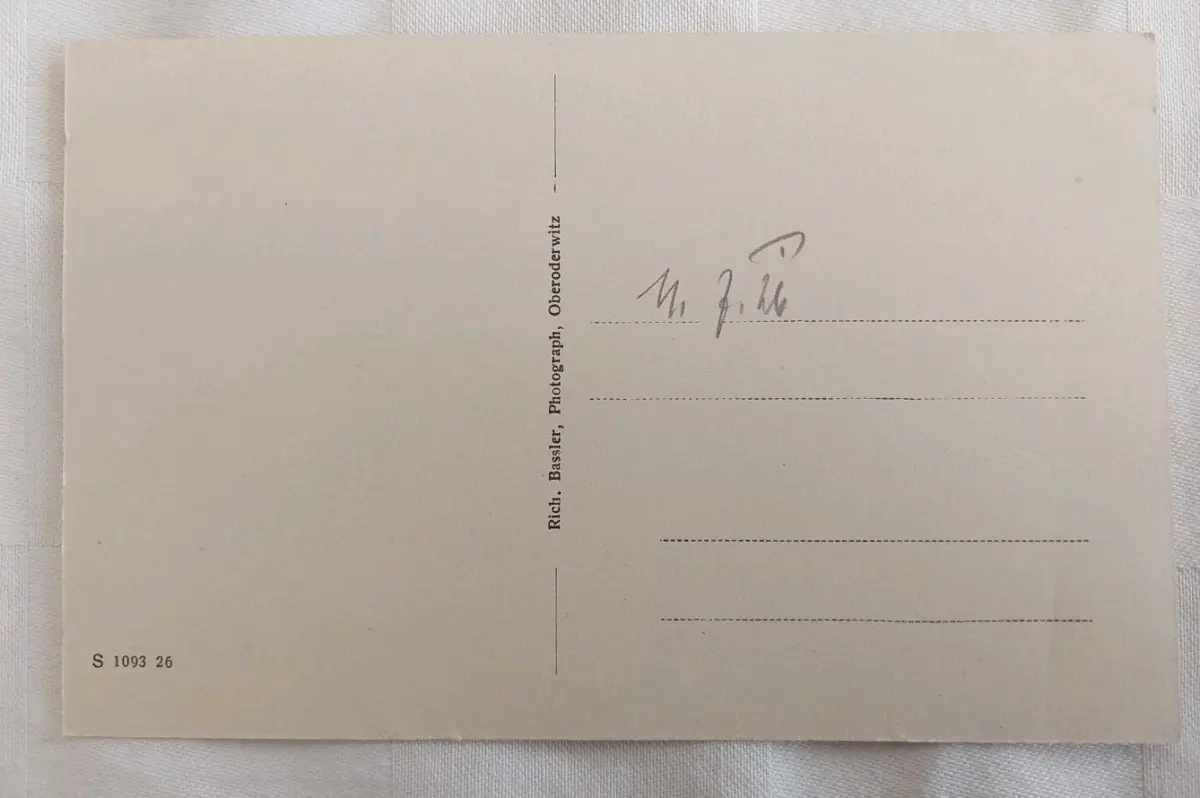 Rich. Bassler, Photograph, Oberoderwitz
S 1093 26